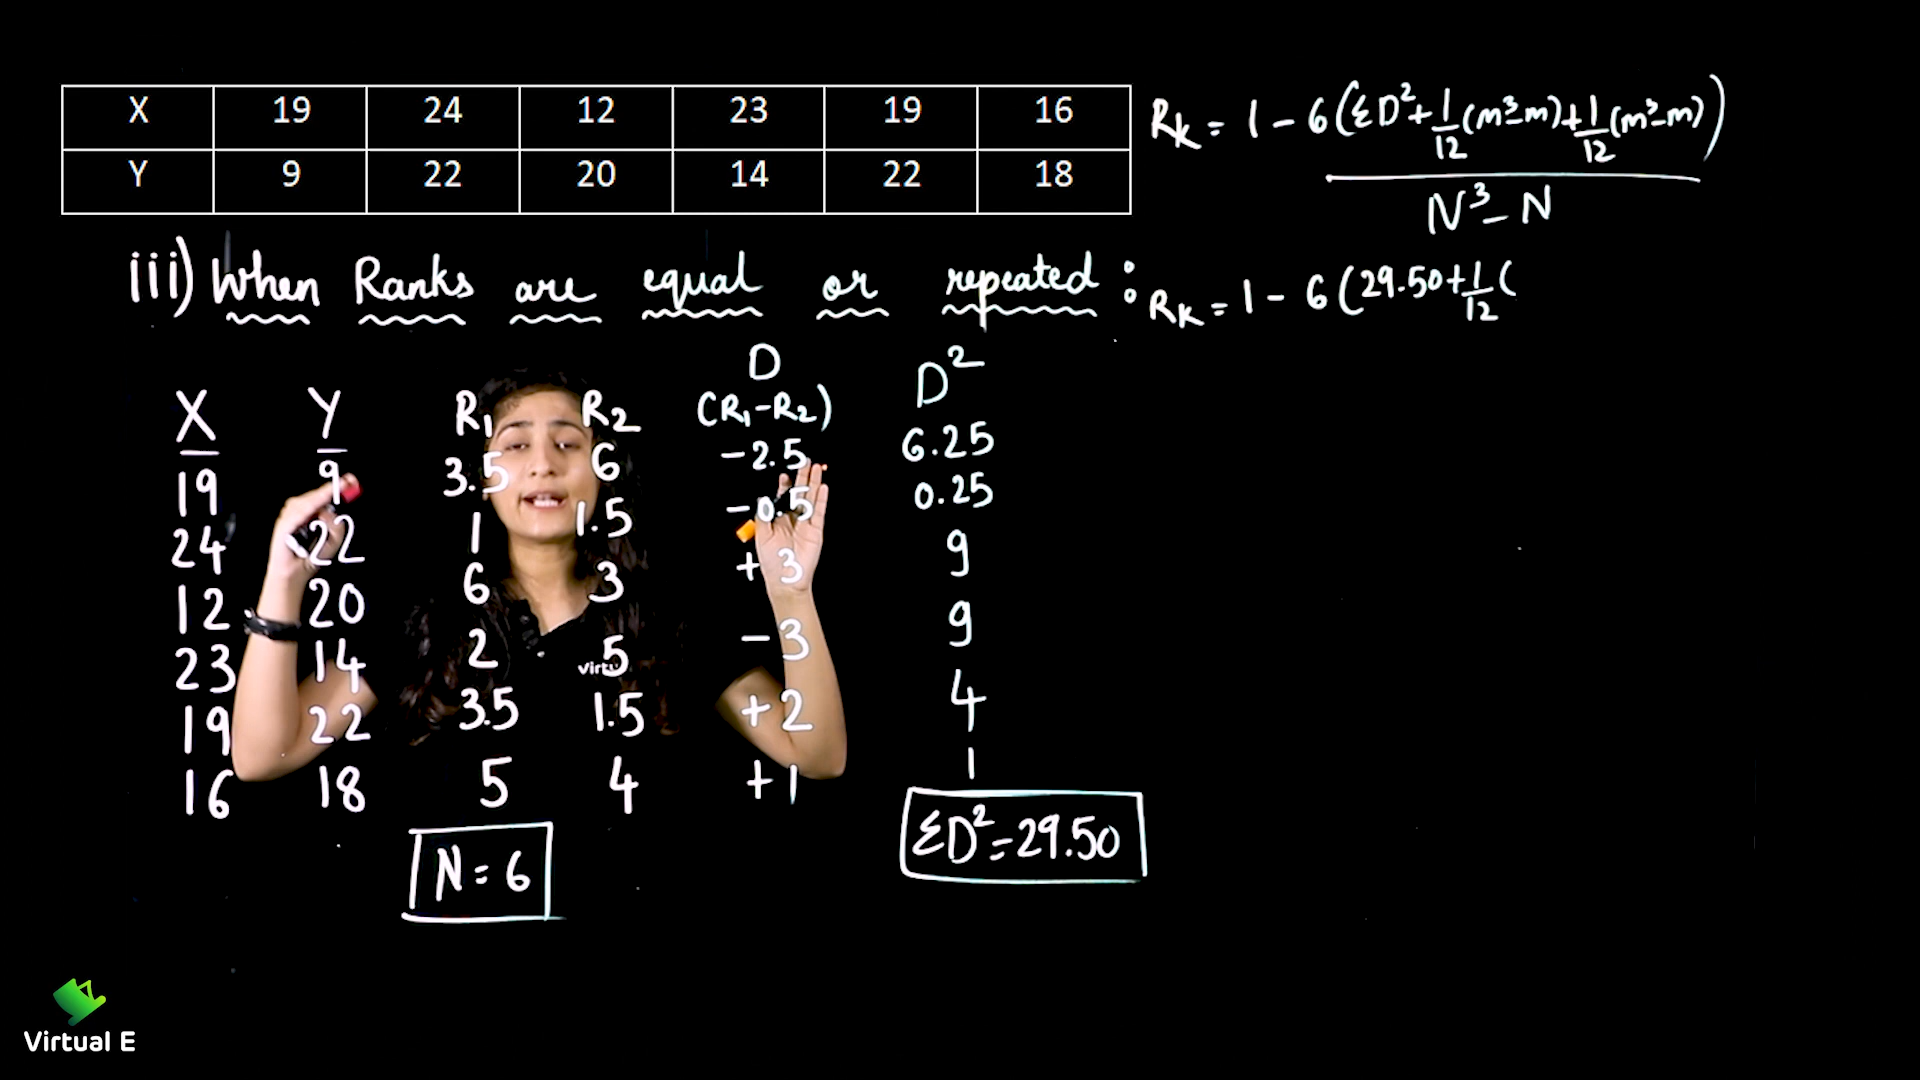 X 19 24 12 23 19 16
Y 9 22 20 14 22 18
Rk = 1 - 6(ΣD²+1/12(m³-m)+1/12(m³-m))
N³-N
iii) When Ranks are equal or repeated :
Rk = 1 - 6(29.50+1/12(
X Y R1 R2 D (R1-R2) D²
19 9 3.5 6 -2.5 6.25
24 22 1 1.5 -0.5 0.25
12 20 6 3 +3 9
23 14 2 5 -3 9
19 22 3.5 1.5 +2 4
16 18 5 4 +1 1
N = 6
ΣD² = 29.50
Virtual E